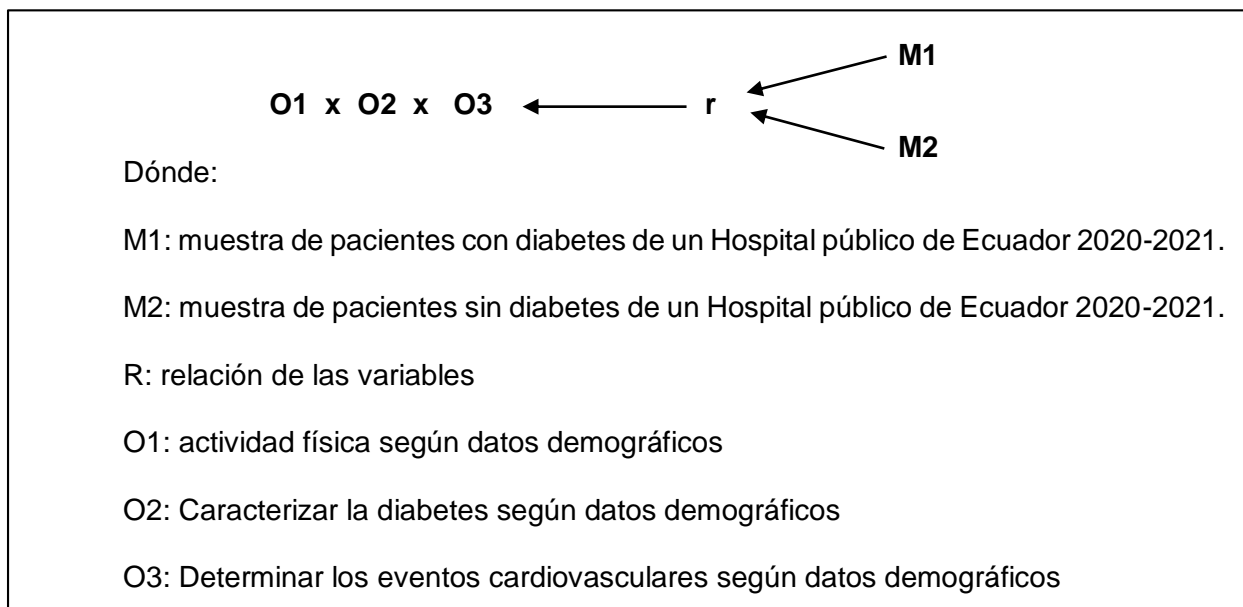 M1
O1 x O2 x O3 r
M2
Dónde:
M1: muestra de pacientes con diabetes de un Hospital público de Ecuador 2020-2021.
M2: muestra de pacientes sin diabetes de un Hospital público de Ecuador 2020-2021.
R: relación de las variables
O1: actividad física según datos demográficos
O2: Caracterizar la diabetes según datos demográficos
O3: Determinar los eventos cardiovasculares según datos demográficos